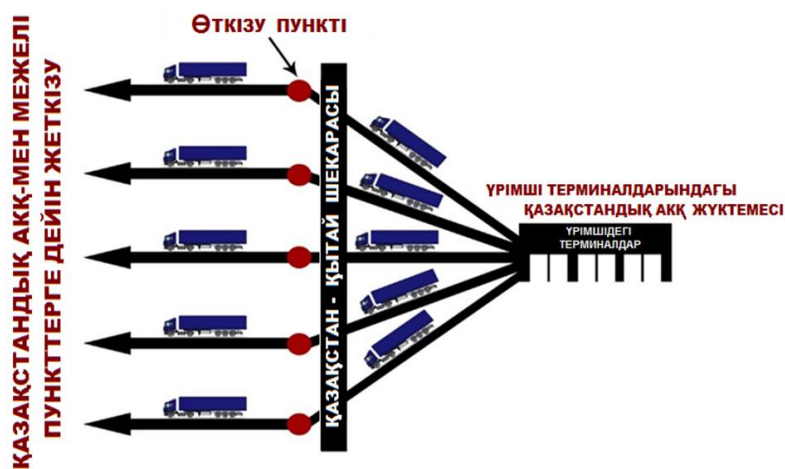 ӨТКІЗУ ПУНКТІ
ҚАЗАҚСТАНДЫҚ АКҚ-МЕН МЕЖЕЛІ
ПУНКТТЕРГЕ ДЕЙІН ЖЕТКІЗУ
ҚАЗАҚСТАН - ҚЫТАЙ ШЕКАРАСЫ
ҮРІМШІ ТЕРМИНАЛДАРЫНДАҒЫ
ҚАЗАҚСТАНДЫҚ АКҚ ЖҮКТЕМЕСІ
ҮРІМШІДЕГІ
ТЕРМИНАЛДАР